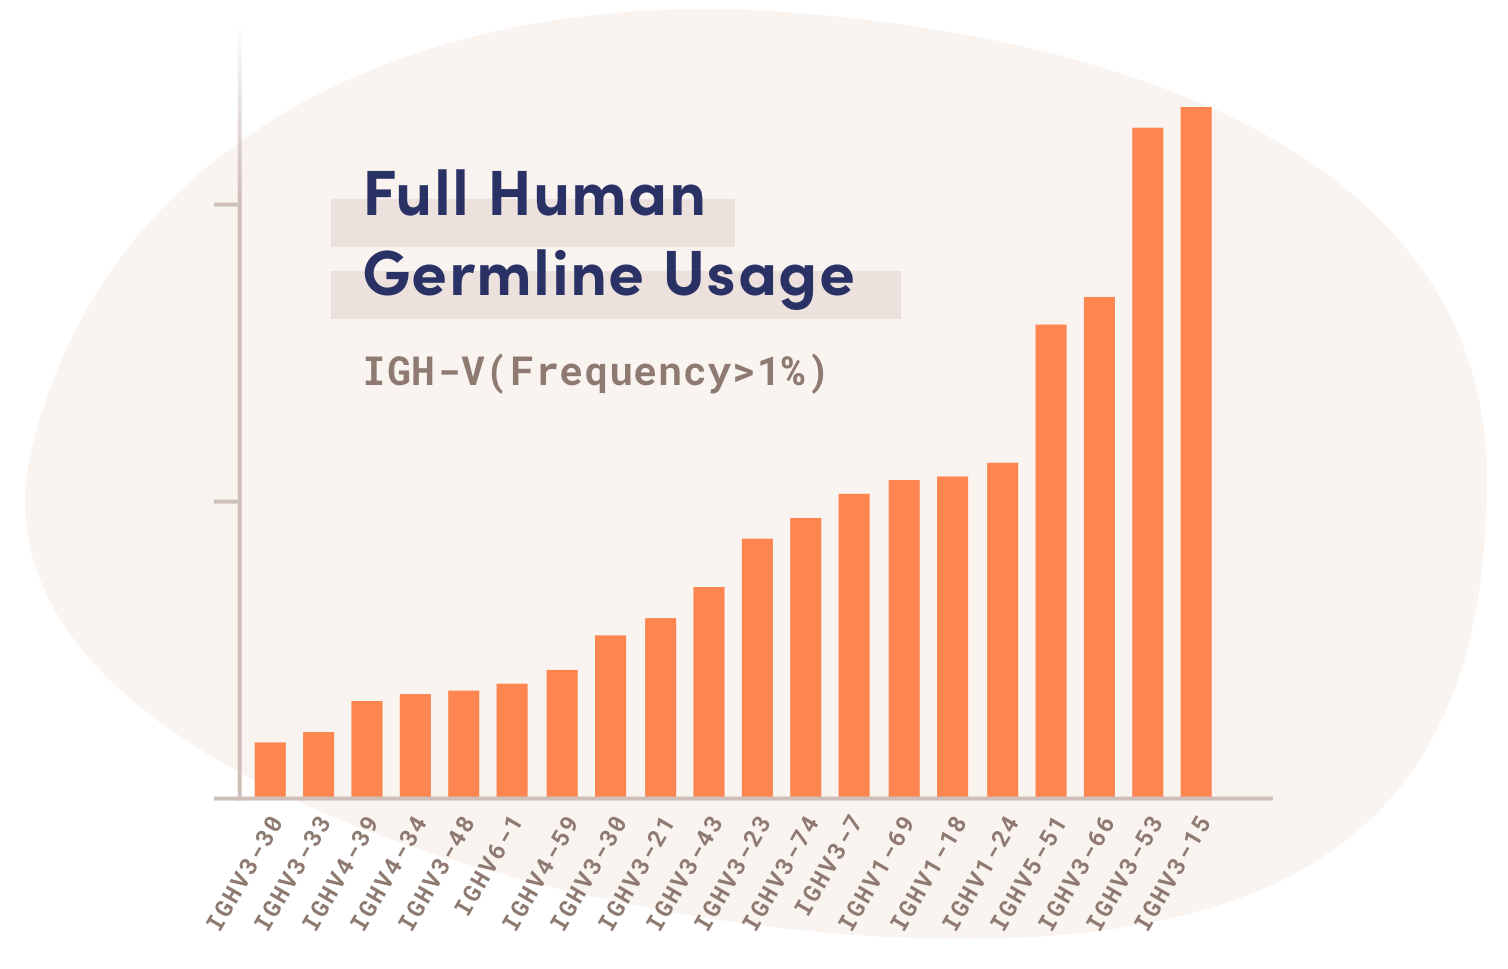 Full Human
Germline Usage
IGH-V(Frequency>1%)
IGHV3-30
IGHV3-33
IGHV4-39
IGHV4-34
IGHV3-48
IGHV6-1
IGHV4-59
IGHV3-30
IGHV3-21
IGHV3-43
IGHV3-23
IGHV3-74
IGHV3-7
IGHV1-69
IGHV1-18
IGHV1-24
IGHV5-51
IGHV3-66
IGHV3-53
IGHV3-15